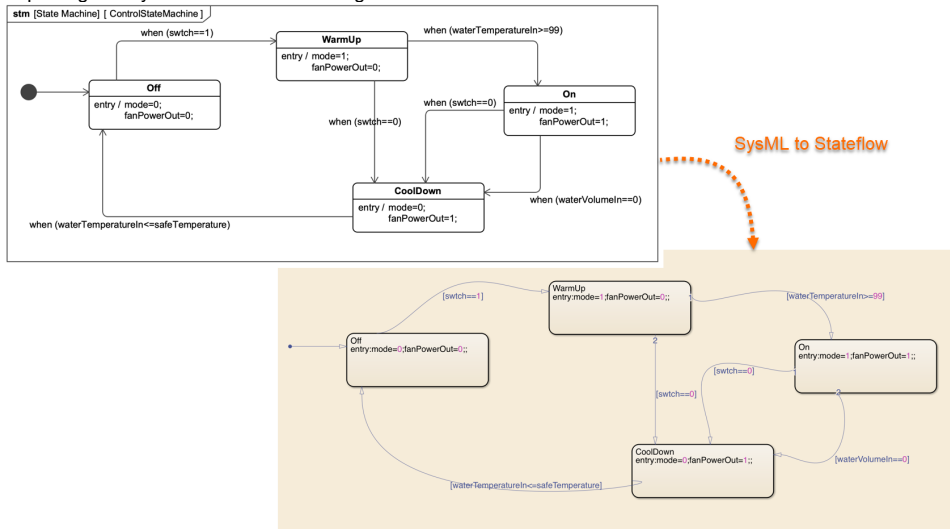 stm [State Machine] [ ControlStateMachine ]
when (swtch==1)
WarmUp
entry / mode=1;
fanPowerOut=0;
when (waterTemperatureIn>=99)
Off
entry / mode=0;
fanPowerOut=0;
when (swtch==0)
On
entry / mode=1;
fanPowerOut=1;
when (swtch==0)
CoolDown
entry / mode=0;
fanPowerOut=1;
when (waterVolumeIn==0)
when (waterTemperatureIn<=safeTemperature)
SysML to Stateflow
[swtch==1]
WarmUp
entry:mode=1;fanPowerOut=0;;
1
2
[waterTemperatureIn>=99]
Off
entry:mode=0;fanPowerOut=0;;
On
entry:mode=1;fanPowerOut=1;;
2
[swtch==0]
[swtch==0]
CoolDown
entry:mode=0;fanPowerOut=1;;
[waterVolumeIn==0]
[waterTemperatureIn<=safeTemperature]